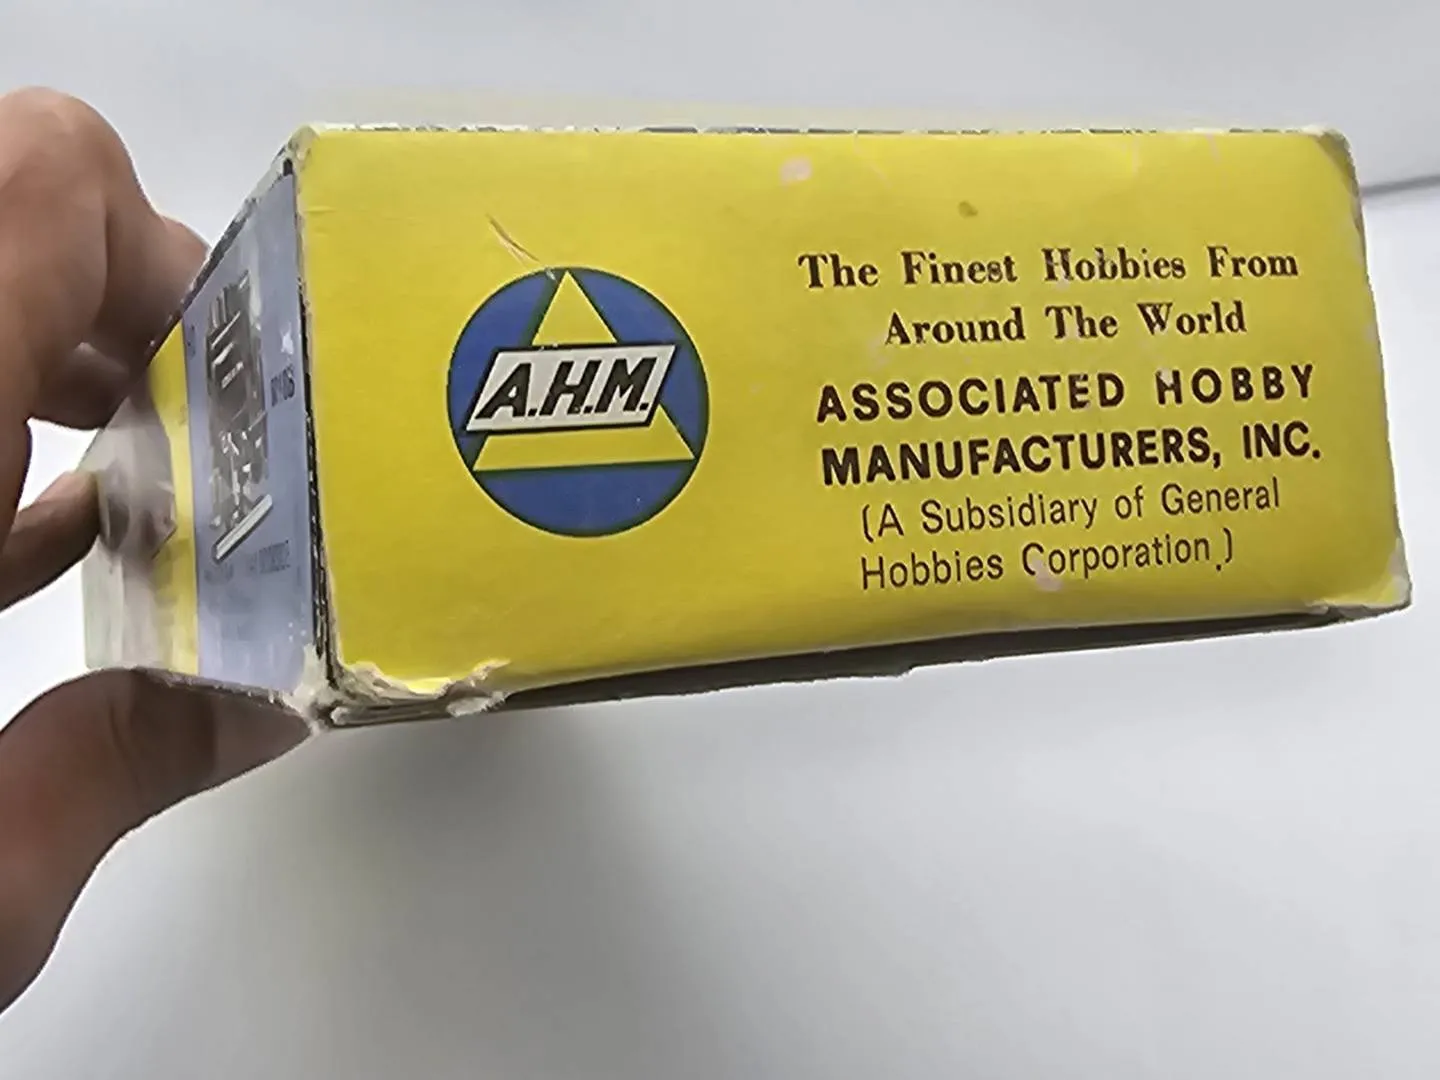 A.H.M.
The Finest Hobbies From
Around The World
ASSOCIATED HOBBY
MANUFACTURERS, INC.
(A Subsidiary of General
Hobbies Corporation.)